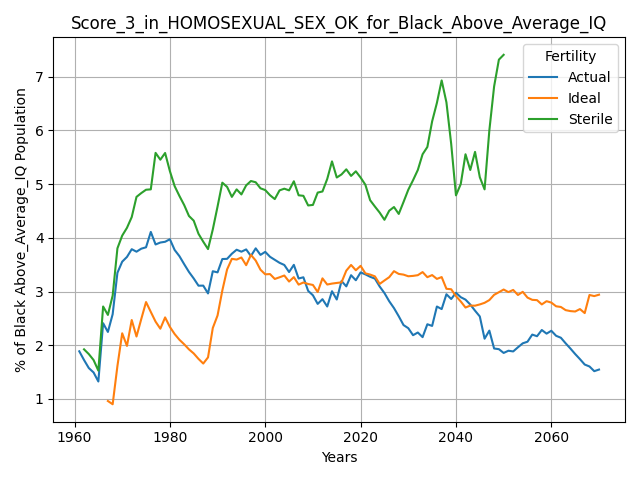 Score_3_in_HOMOSEXUAL_SEX_OK_for_Black_Above_Average_IQ
% of Black Above_Average_IQ Population
7
6
5
4
3
2
1
Fertility
Actual
Ideal
Sterile
1960
1980
2000
2020
2040
2060
Years